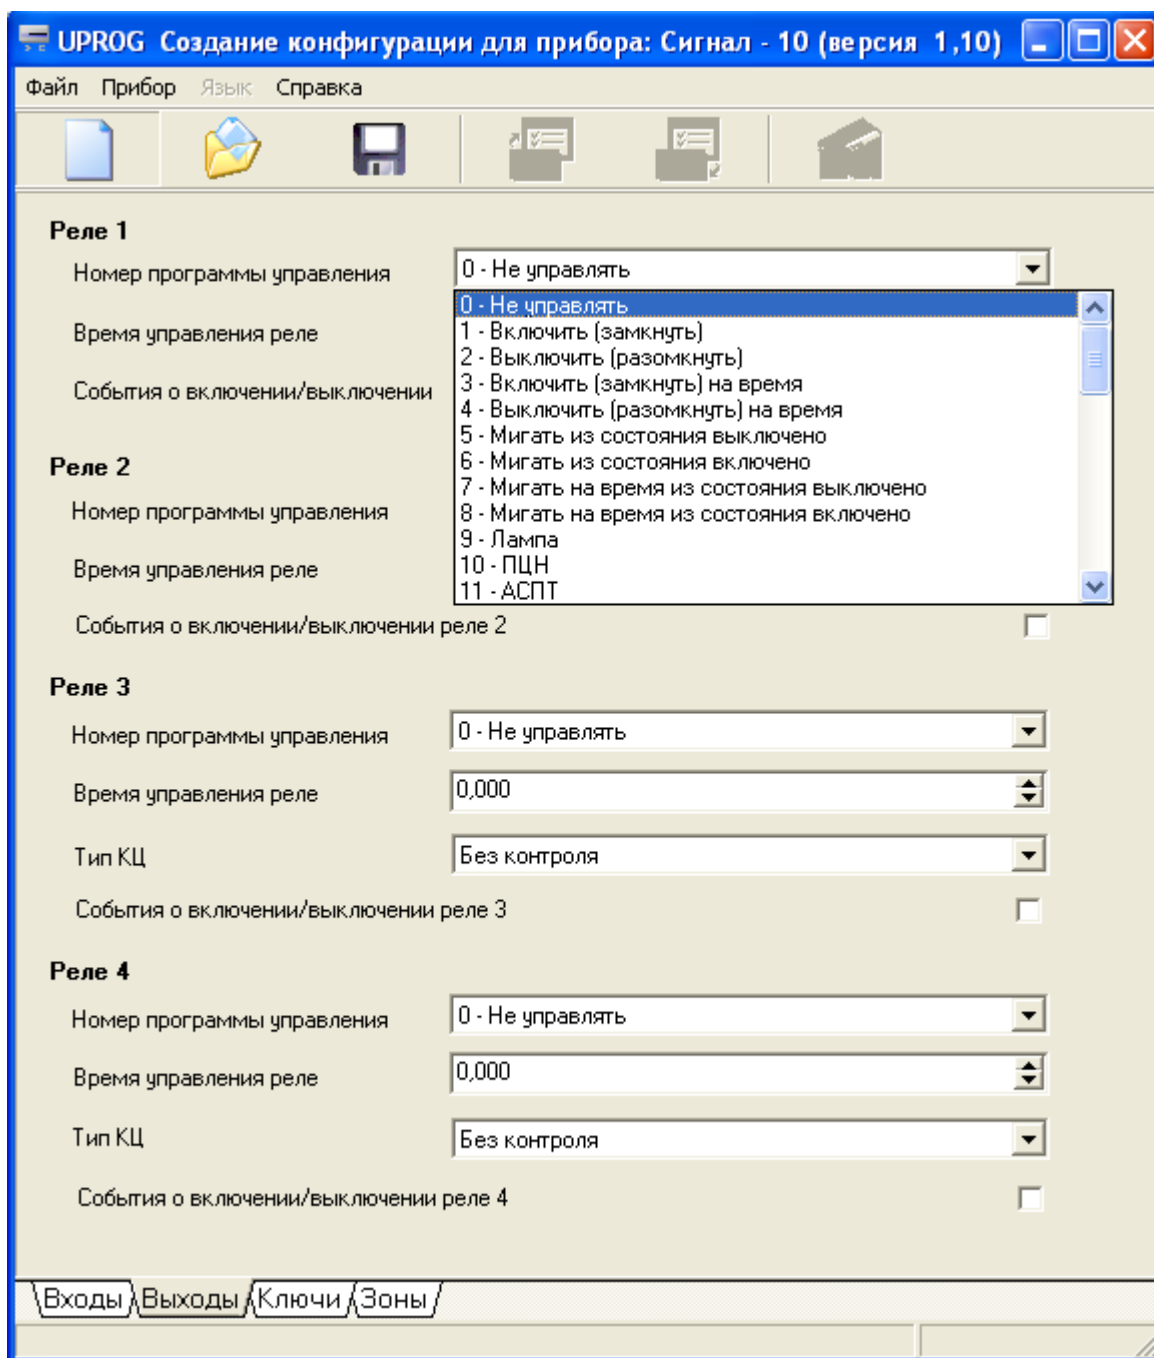 UPROG Создание конфигурации для прибора: Сигнал - 10 (версия 1,10)
Файл Прибор Язык Справка
Реле 1
Номер программы управления 0 - Не управлять
0 - Не управлять
1 - Включить (замкнуть)
Время управления реле
2 - Выключить (разомкнуть)
3 - Включить (замкнуть) на время
События о включении/выключении
4 - Выключить (разомкнуть) на время
5 - Мигать из состояния выключено
Реле 2
6 - Мигать из состояния включено
7 - Мигать на время из состояния выключено
Номер программы управления
8 - Мигать на время из состояния включено
9 - Лампа
Время управления реле
10 - ПЦН
11 - АСПТ
События о включении/выключении реле 2
Реле 3
Номер программы управления 0 - Не управлять
Время управления реле 0,000
Тип КЦ Без контроля
События о включении/выключении реле 3
Реле 4
Номер программы управления 0 - Не управлять
Время управления реле 0,000
Тип КЦ Без контроля
События о включении/выключении реле 4
Входы Выходы Ключи Зоны